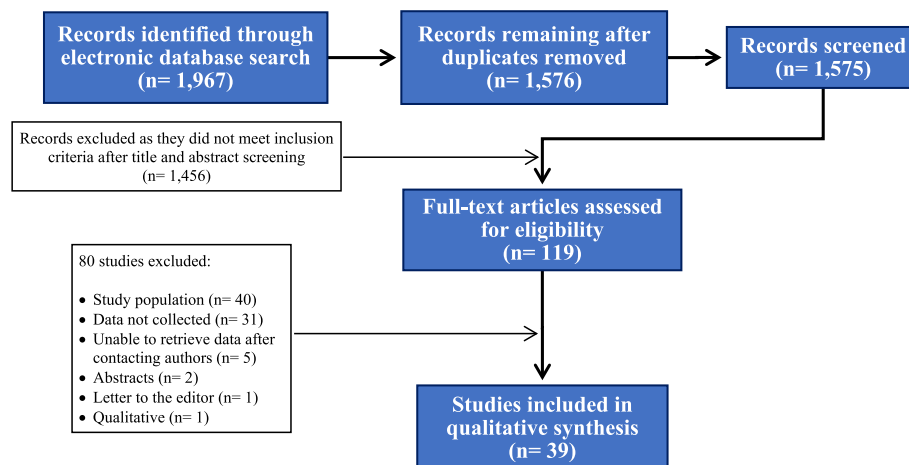 Records identified through
electronic database search
(n= 1,967)
Records remaining after
duplicates removed
(n= 1,576)
Records screened
(n= 1,575)
Records excluded as they did not meet inclusion
criteria after title and abstract screening
(n= 1,456)
Full-text articles assessed
for eligibility
(n= 119)
80 studies excluded:
• Study population (n= 40)
• Data not collected (n= 31)
• Unable to retrieve data after
contacting authors (n= 5)
• Abstracts (n= 2)
• Letter to the editor (n= 1)
• Qualitative (n= 1)
Studies included in
qualitative synthesis
(n= 39)